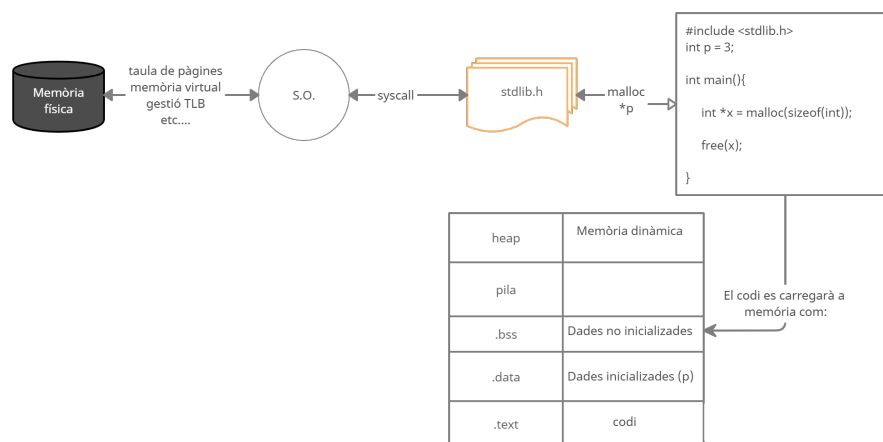 Memòria
física
taula de pàgines
memòria virtual
gestió TLB
etc....
S.O.
syscall
stdlib.h
malloc
*p
#include <stdlib.h>
int p = 3;
int main(){
int *x = malloc(sizeof(int));
free(x);
}
El codi es carregarà a
memória com:
heap
Memòria dinàmica
pila
.bss
Dades no inicializades
.data
Dades inicializades (p)
.text
codi